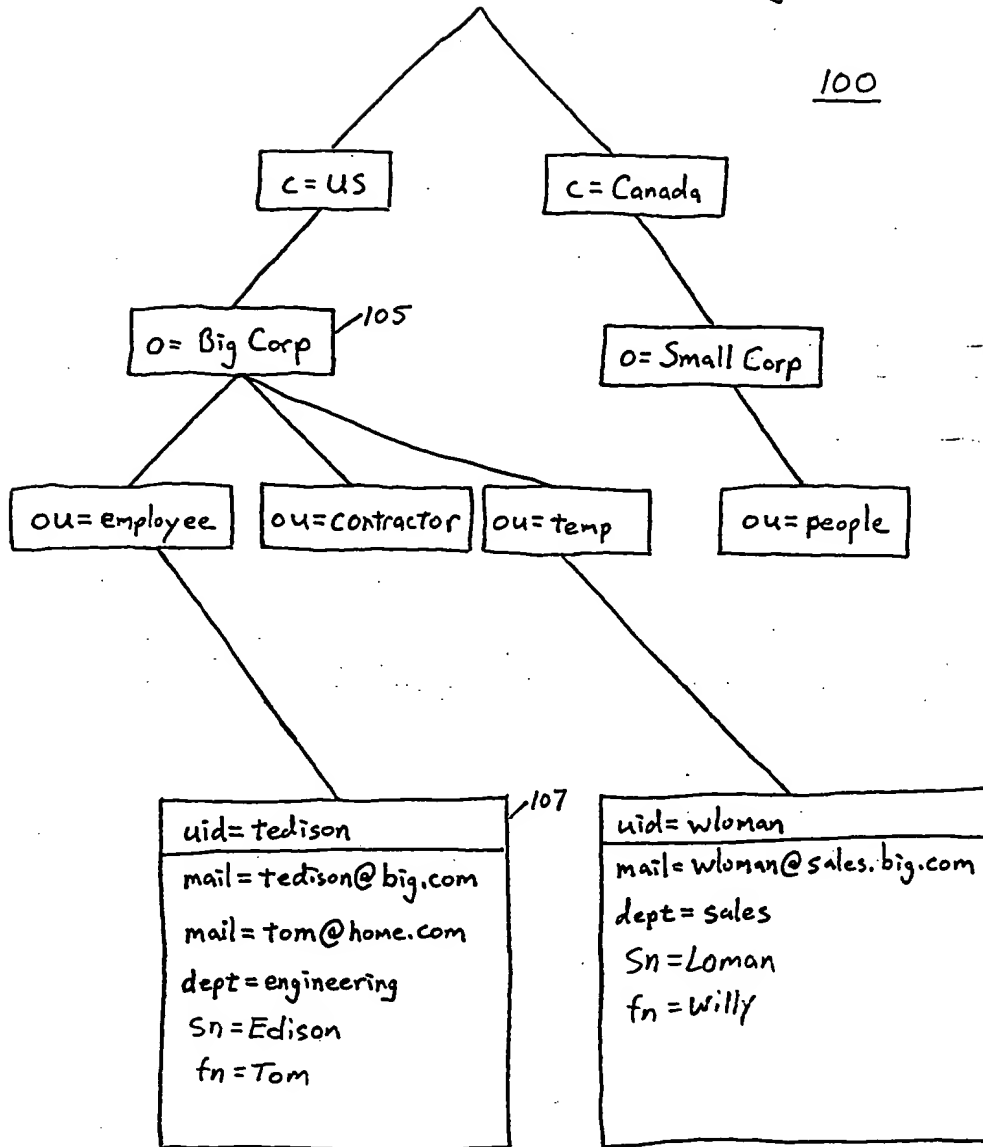 100
c = US
c = Canada
o = Big Corp
105
o = Small Corp
ou = employee
ou = contractor
ou = temp
ou = people
107
uid = tedison
mail = tedison@big.com
mail = tom@home.com
dept = engineering
Sn = Edison
fn = Tom
uid = wloman
mail = wloman@sales.big.com
dept = sales
Sn = Loman
fn = Willy